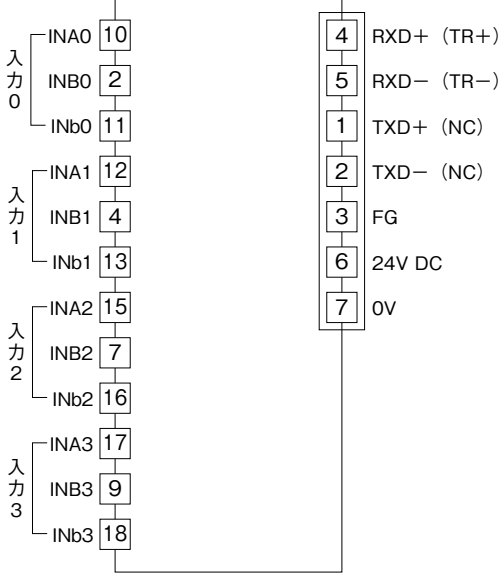 入力0
INA0 10
INB0 2
INb0 11
入力1
INA1 12
INB1 4
INb1 13
入力2
INA2 15
INB2 7
INb2 16
入力3
INA3 17
INB3 9
INb3 18
4 RXD+（TR+）
5 RXD−（TR−）
1 TXD+（NC）
2 TXD−（NC）
3 FG
6 24V DC
7 0V